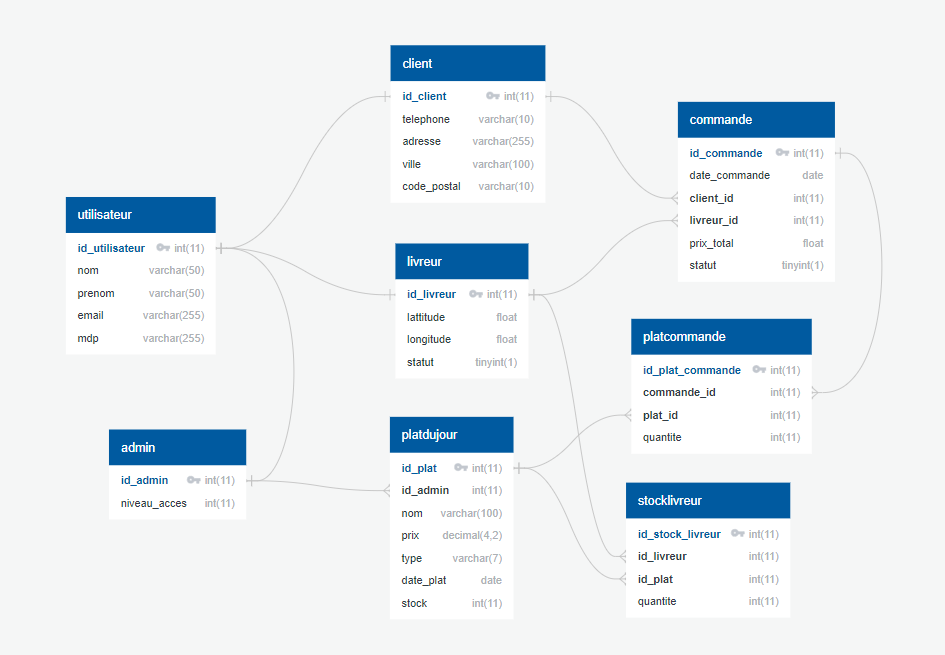 client
id_client int(11)
telephone varchar(10)
adresse varchar(255)
ville varchar(100)
code_postal varchar(10)
commande
id_commande int(11)
date_commande date
client_id int(11)
livreur_id int(11)
prix_total float
statut tinyint(1)
utilisateur
id_utilisateur int(11)
nom varchar(50)
prenom varchar(50)
email varchar(255)
mdp varchar(255)
livreur
id_livreur int(11)
lattitude float
longitude float
statut tinyint(1)
platcommande
id_plat_commande int(11)
commande_id int(11)
plat_id int(11)
quantite int(11)
admin
id_admin int(11)
niveau_acces int(11)
platdujour
id_plat int(11)
id_admin int(11)
nom varchar(100)
prix decimal(4,2)
type varchar(7)
date_plat date
stock int(11)
stocklivreur
id_stock_livreur int(11)
id_livreur int(11)
id_plat int(11)
quantite int(11)